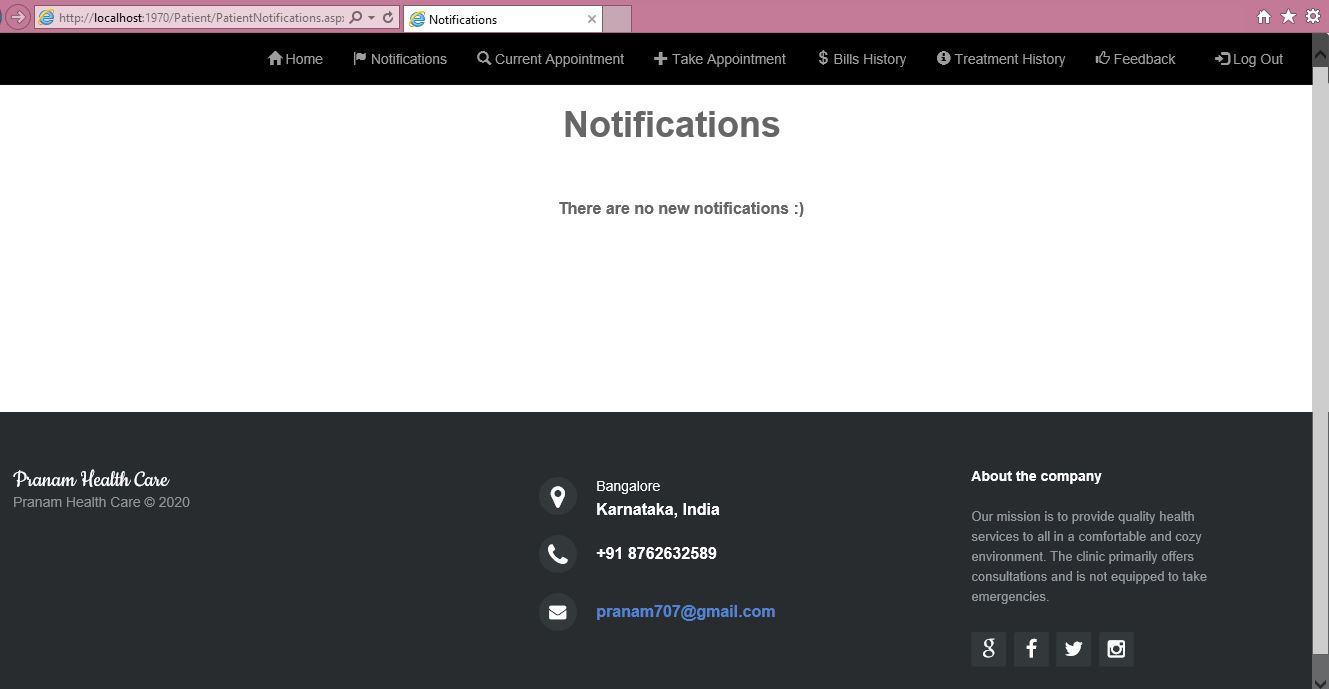 http://localhost:1970/Patient/PatientNotifications.asp
Notifications
Home Notifications Current Appointment Take Appointment Bills History Treatment History Feedback Log Out
Notifications
There are no new notifications :)
Pranam Health Care
Pranam Health Care © 2020
Bangalore
Karnataka, India
+91 8762632589
pranam707@gmail.com
About the company
Our mission is to provide quality health
services to all in a comfortable and cozy
environment. The clinic primarily offers
consultations and is not equipped to take
emergencies.